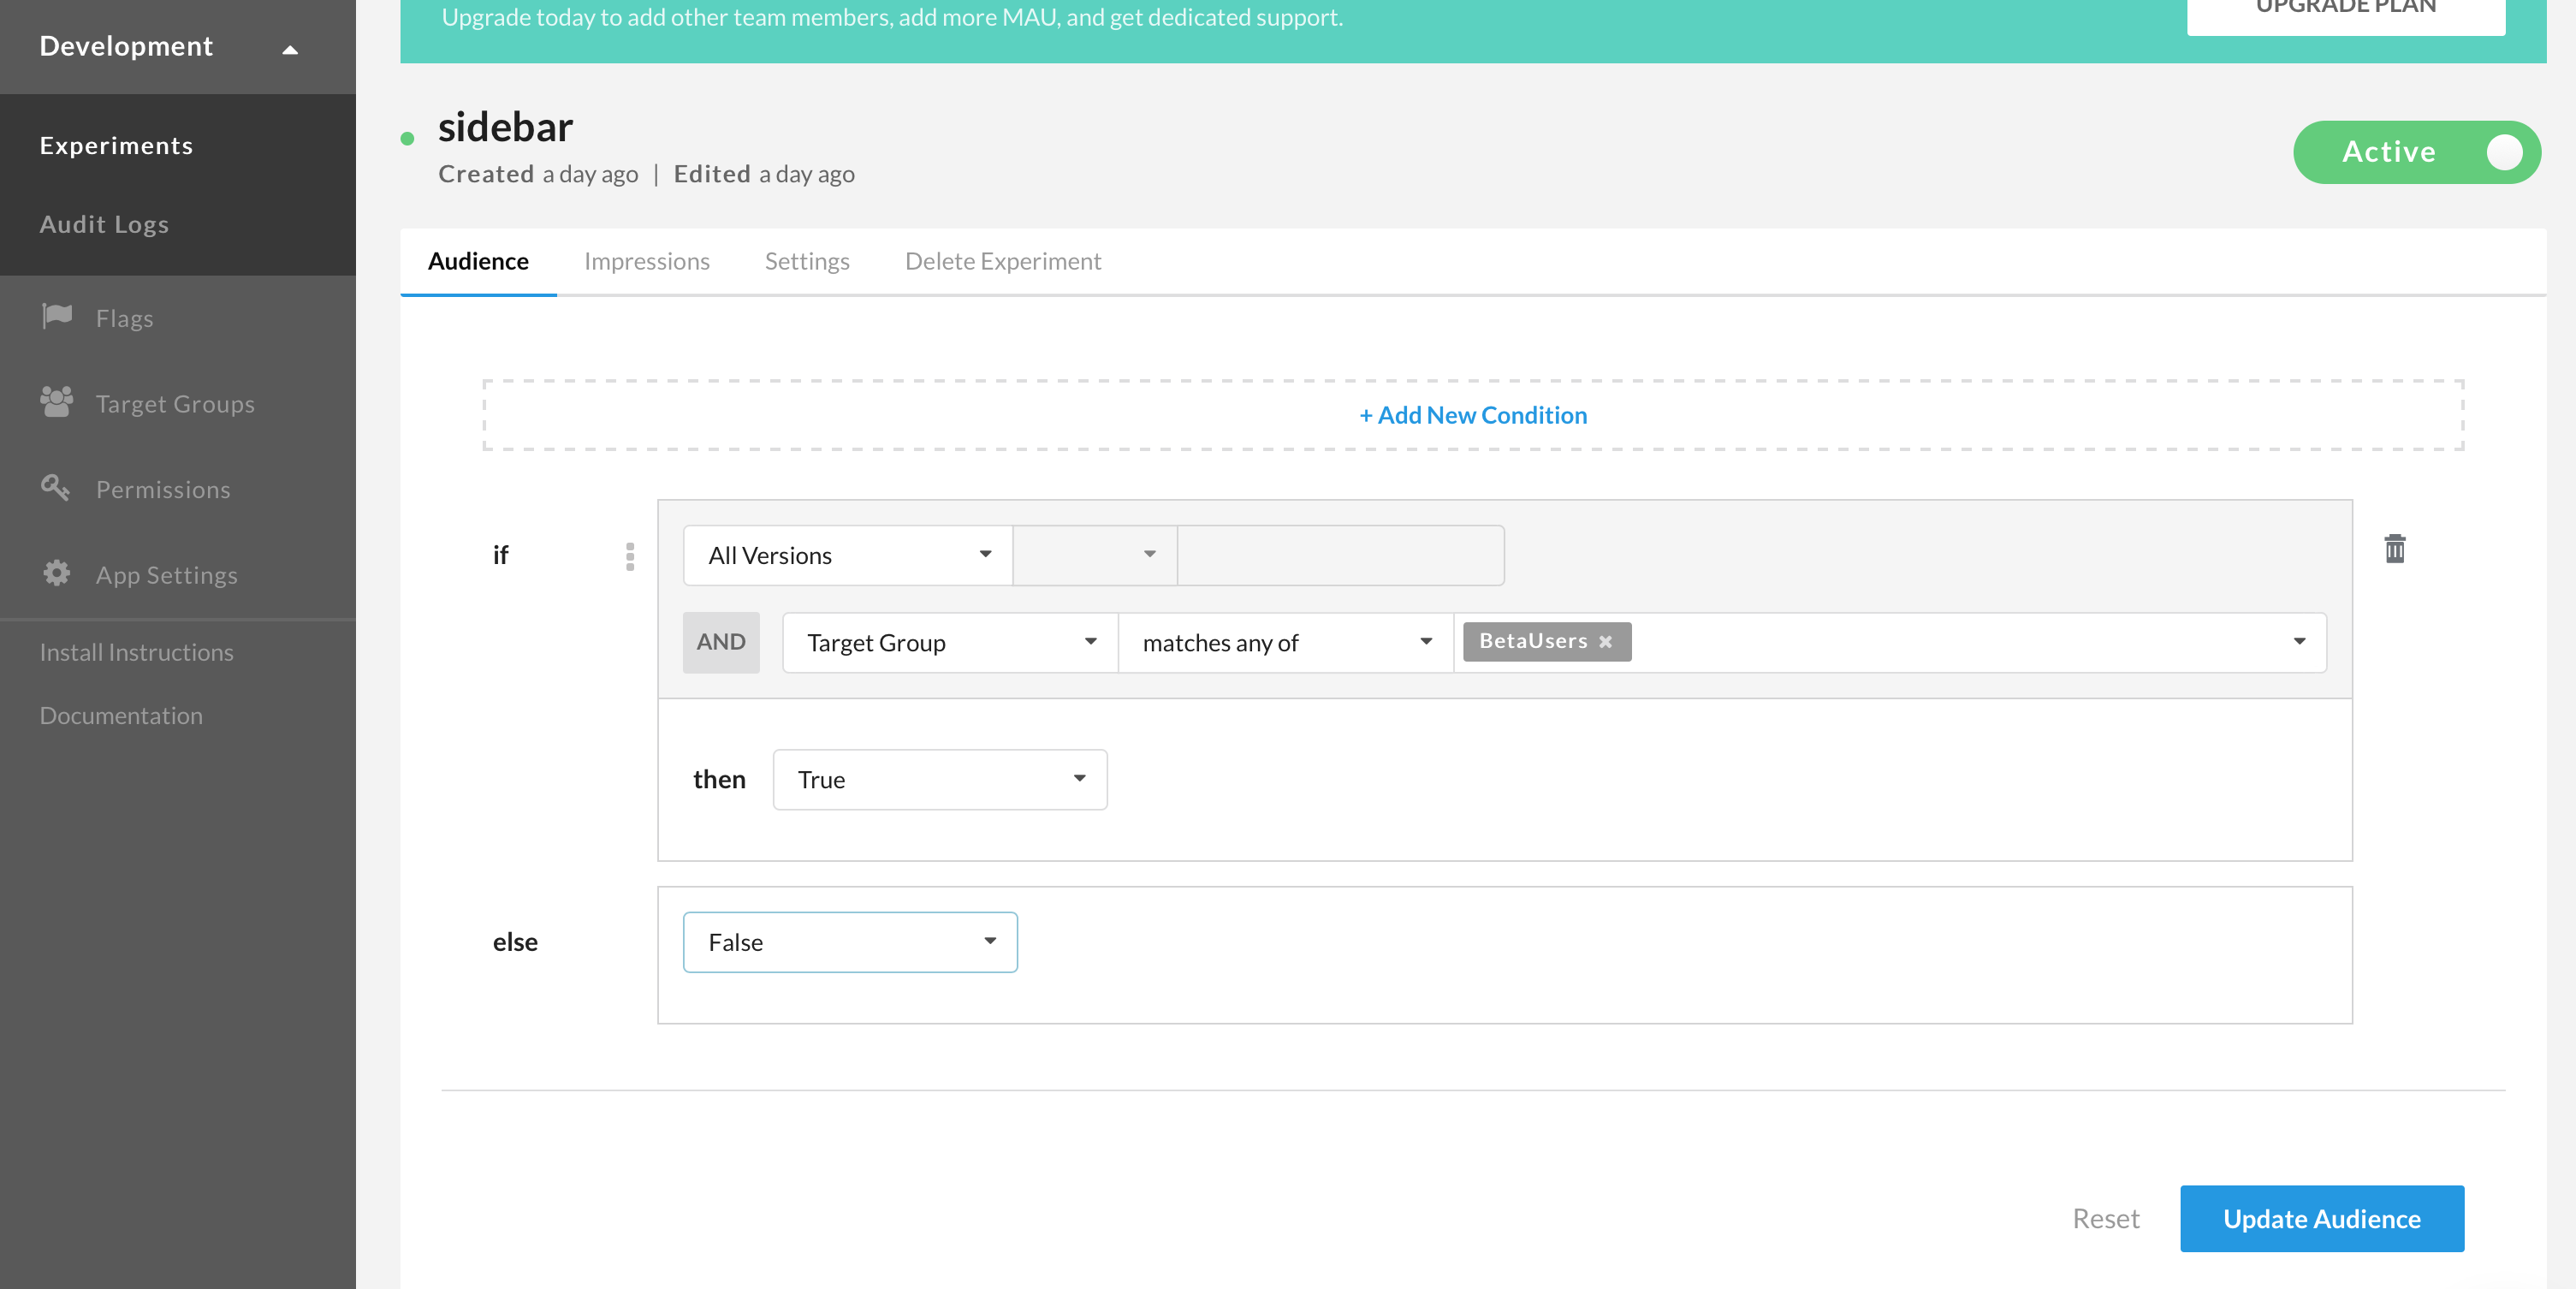 Upgrade today to add other team members, add more MAU, and get dedicated support.
UPGRADE PLAN
Development
Experiments
Audit Logs
Flags
Target Groups
Permissions
App Settings
Install Instructions
Documentation
sidebar
Created a day ago | Edited a day ago
Active
Audience Impressions Settings Delete Experiment
+ Add New Condition
if
All Versions
AND Target Group matches any of BetaUsers ×
then True
else False
Reset Update Audience